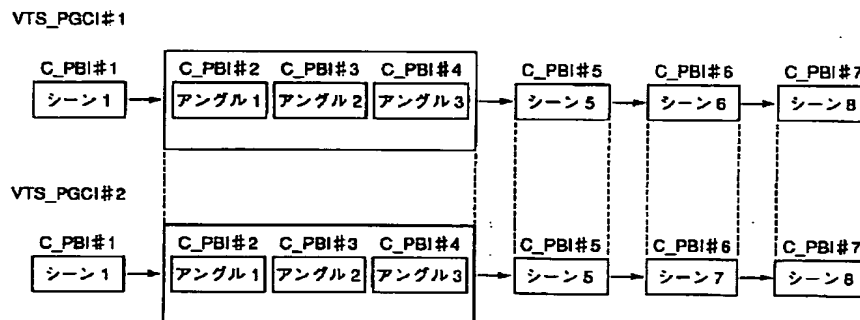 VTS_PGCI#1
C_PBI#1 C_PBI#2 C_PBI#3 C_PBI#4 C_PBI#5 C_PBI#6 C_PBI#7
シーン1 アングル1 アングル2 アングル3 シーン5 シーン6 シーン8
VTS_PGCI#2
C_PBI#1 C_PBI#2 C_PBI#3 C_PBI#4 C_PBI#5 C_PBI#6 C_PBI#7
シーン1 アングル1 アングル2 アングル3 シーン5 シーン7 シーン8